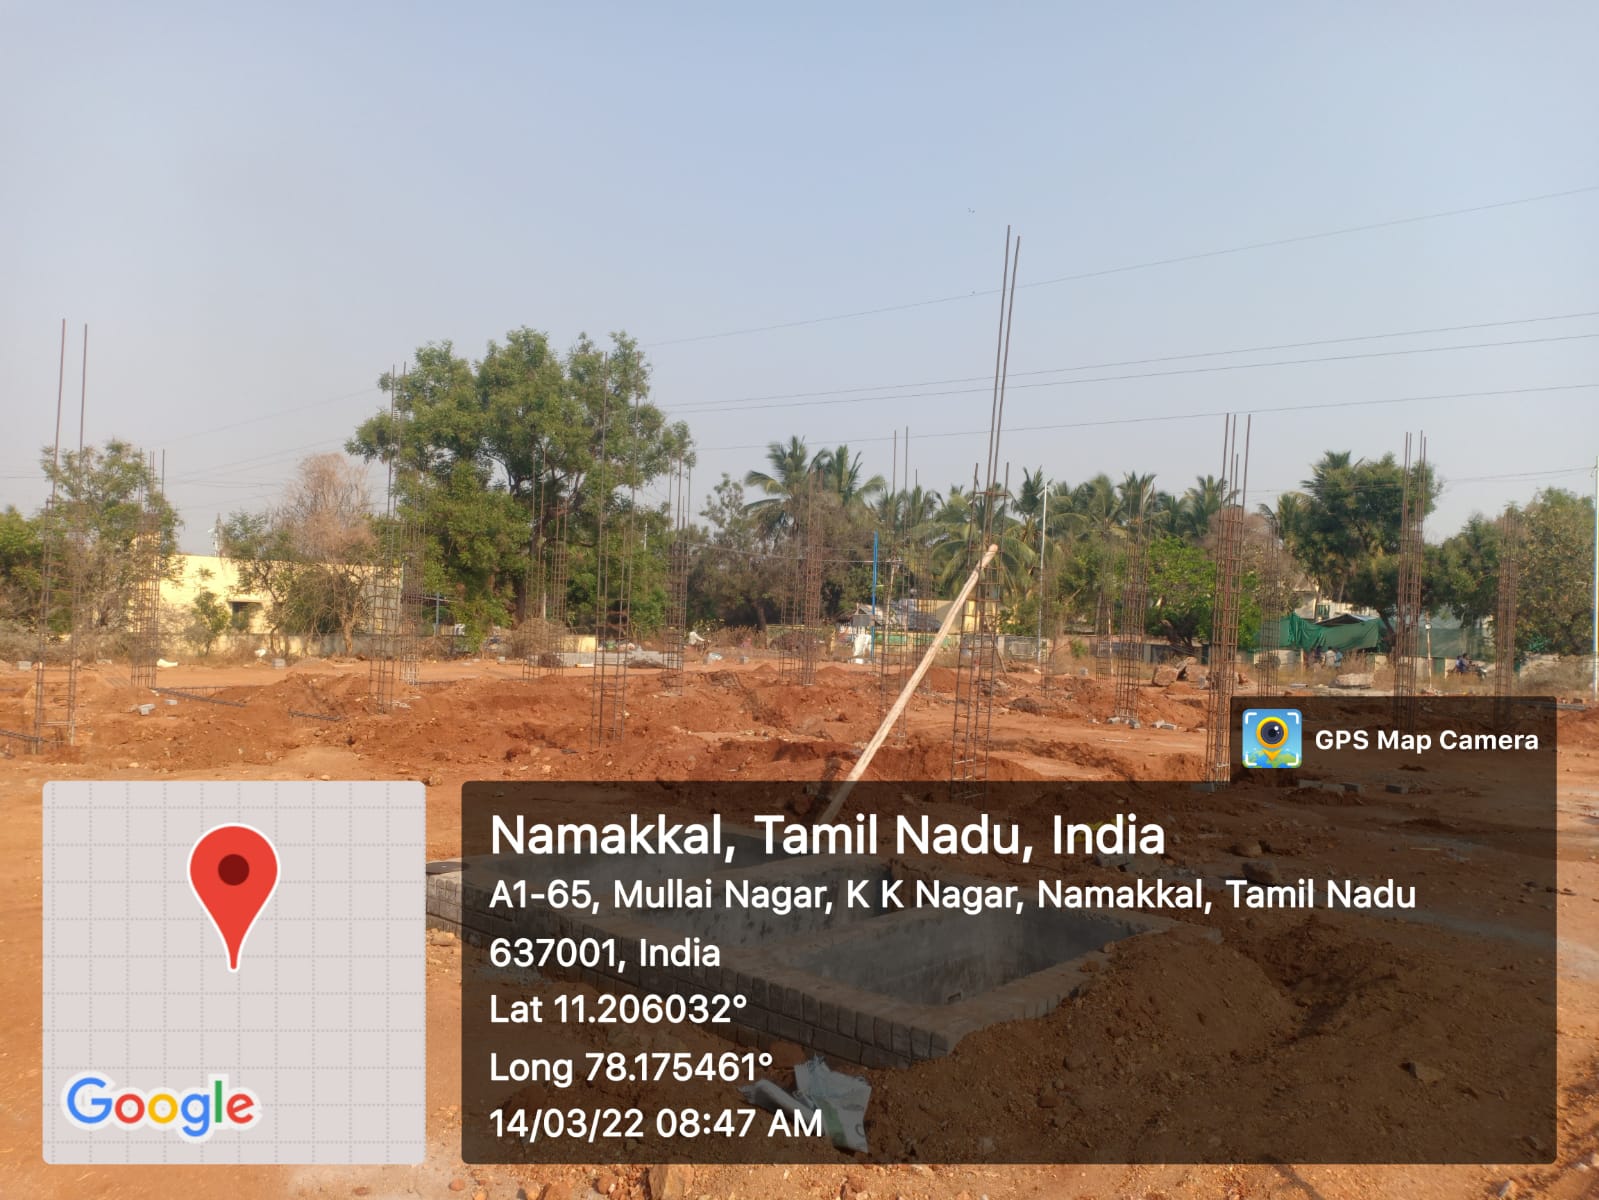 GPS Map Camera
Namakkal, Tamil Nadu, India
A1-65, Mullai Nagar, K K Nagar, Namakkal, Tamil Nadu
637001, India
Lat 11.206032°
Long 78.175461°
14/03/22 08:47 AM
Google